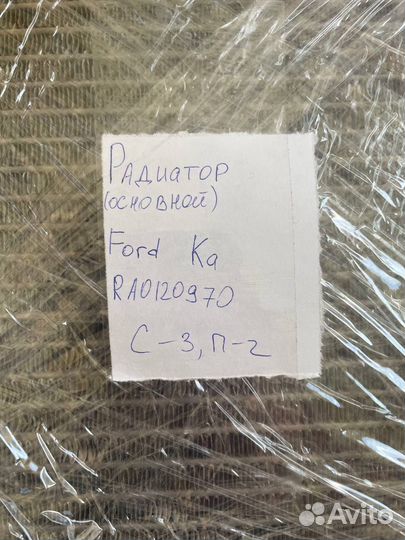 Радиатор
(основной)
Ford Ka
RA0120970
С-3, П-2
Avito